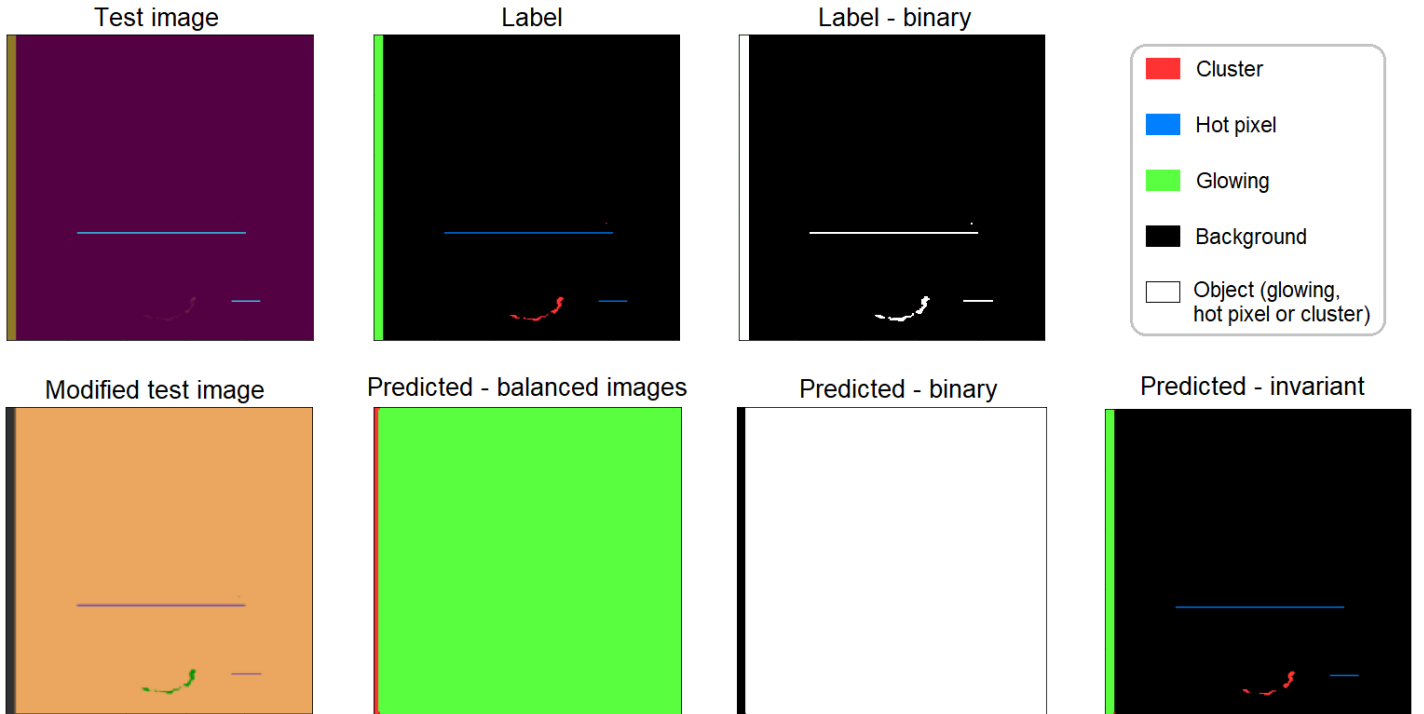 Test image
Label
Label - binary
Cluster
Hot pixel
Glowing
Background
Object (glowing,
hot pixel or cluster)
Modified test image
Predicted - balanced images
Predicted - binary
Predicted - invariant